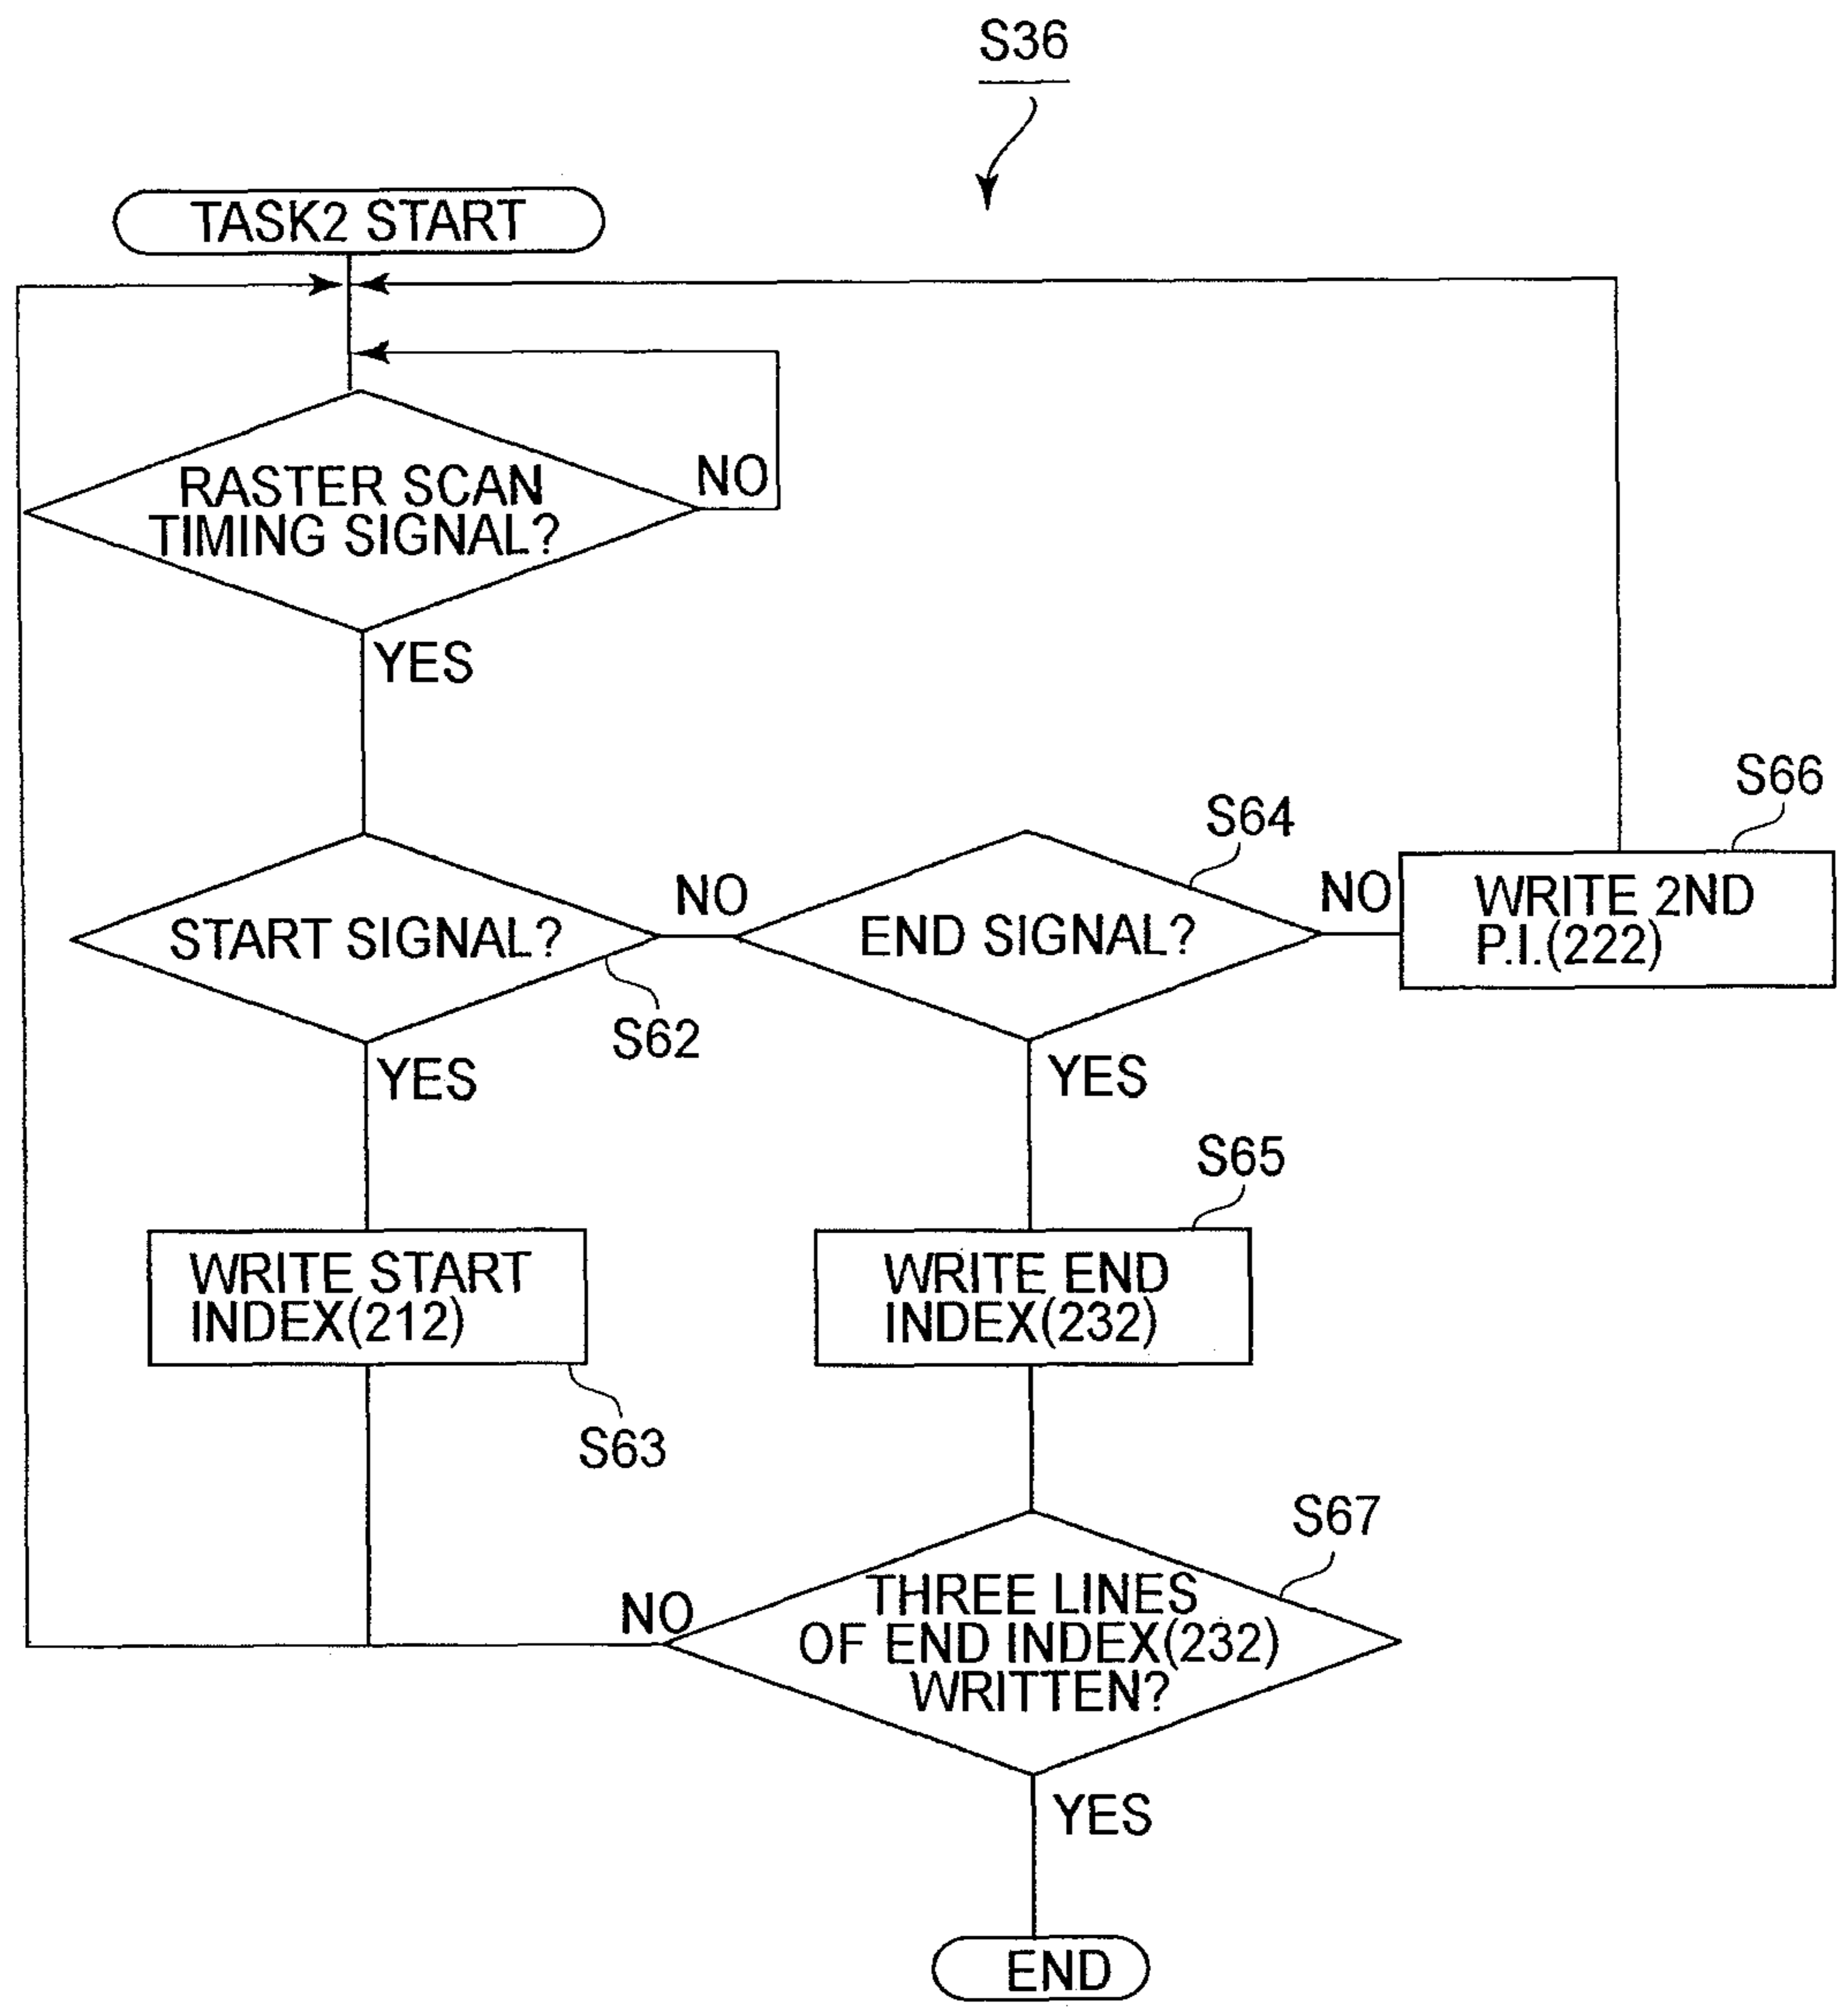 S36
TASK2 START
RASTER SCAN
TIMING SIGNAL?
NO
YES
START SIGNAL?
S62
NO
YES
END SIGNAL?
S64
NO
YES
WRITE 2ND
P.I.(222)
S66
WRITE START
INDEX(212)
S63
WRITE END
INDEX(232)
S65
THREE LINES
OF END INDEX(232)
WRITTEN?
S67
NO
YES
END